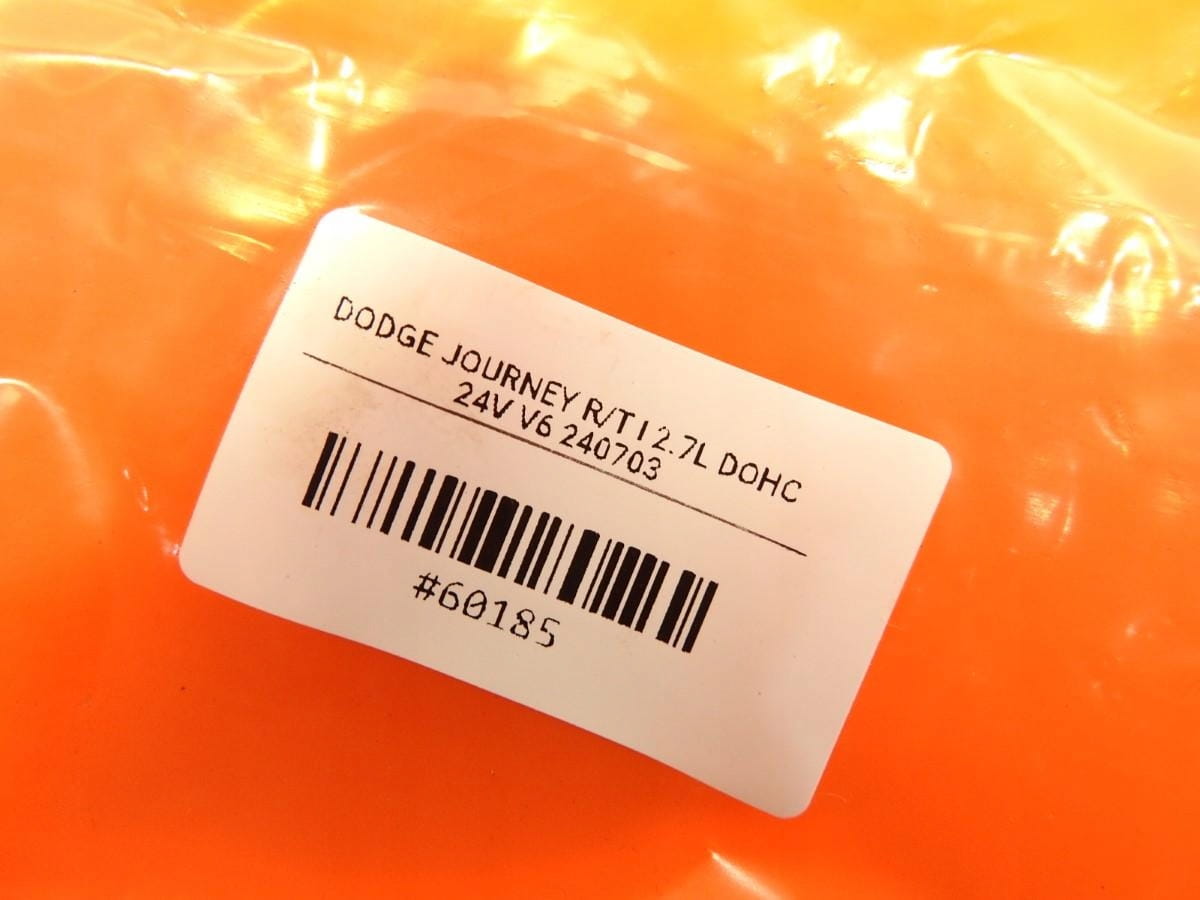 DODGE JOURNEY R/T I 2.7L DOHC
24V V6 240703
#60185